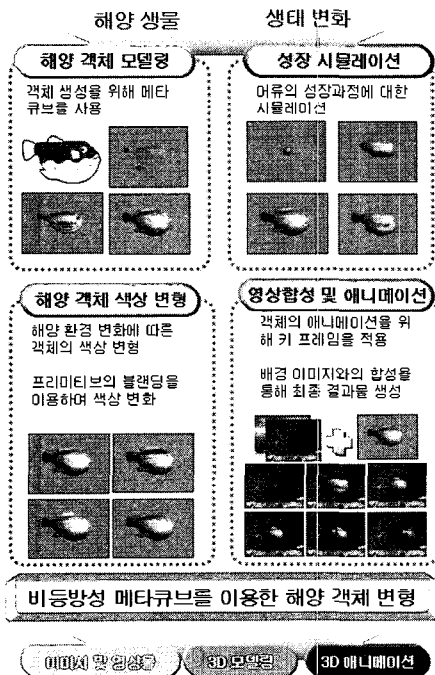 해양 생물 생태 변화
해양 객체 모델링
객체 생성을 위해 메타
큐브를 사용
성장 시뮬레이션
어류의 성장과정에 대한
시뮬레이션
해양 객체 색상 변형
해양 환경 변화에 따른
객체의 색상 변형
프리미티브의 블랜딩을
이용하여 색상 변화
영상합성 및 애니메이션
객체의 애니메이션을 위
해 키 프레임을 적용
배경 이미지와의 합성을
통해 최종 결과물 생성
비등방성 메타큐브를 이용한 해양 객체 변형
이미지 및 영상물 3D 모델링 3D 애니메이션